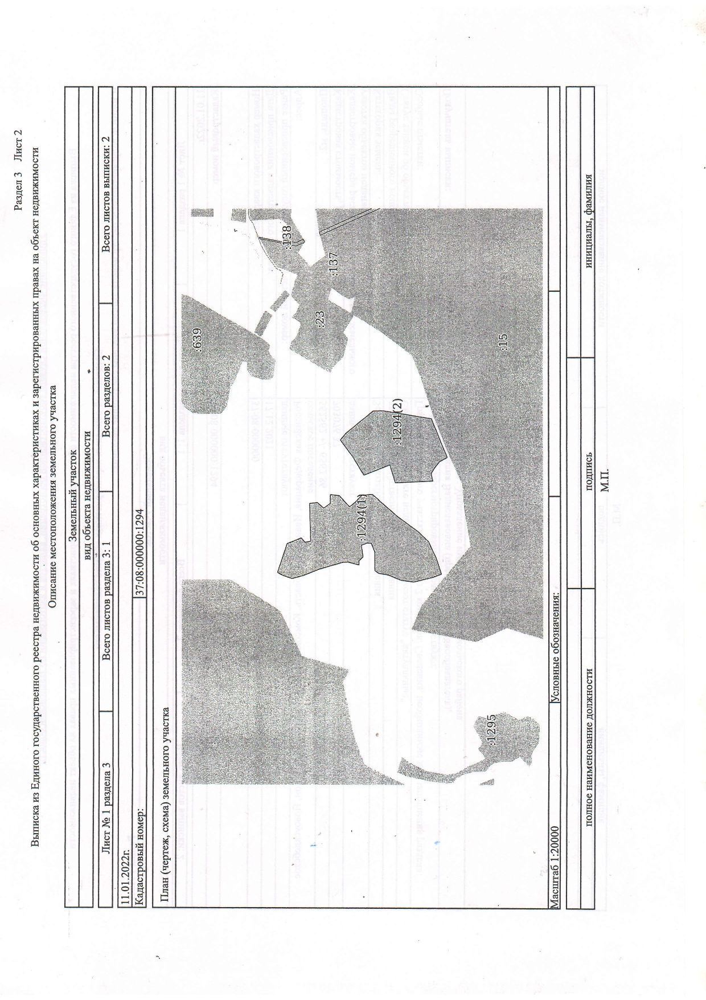 Раздел 3 Лист 2
Выписка из Единого государственного реестра недвижимости об основных характеристиках и зарегистрированных правах на объект недвижимости
Описание местоположения земельного участка
Земельный участок
вид объекта недвижимости
Лист № 1 раздела 3 Всего листов раздела 3: 1 Всего разделов: 2 Всего листов выписки: 2
11.01.2022г.
Кадастровый номер: 37:08:000000:1294
План (чертеж, схема) земельного участка
:639
:138
:137
:23
:1294(1)
:1294(2)
:1295
:15
Масштаб 1:20000 Условные обозначения:
полное наименование должности подпись инициалы, фамилия
М.П.